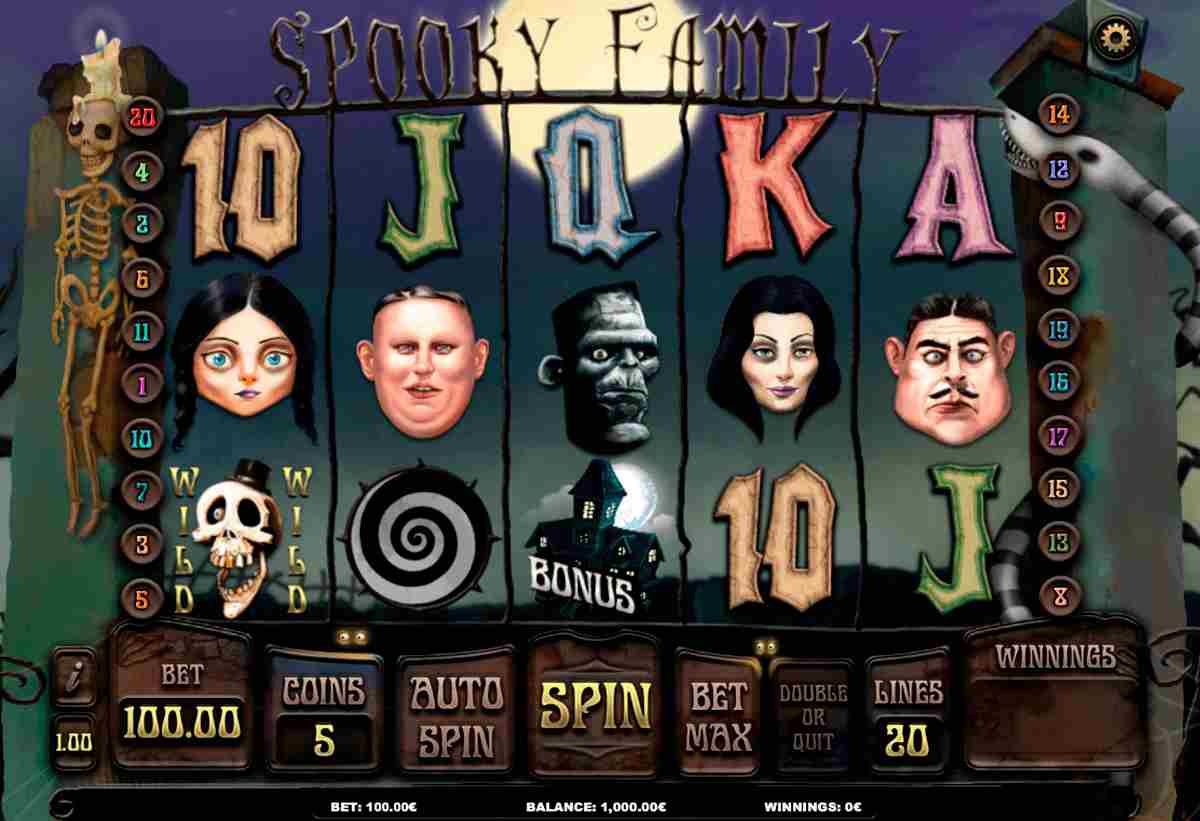 SPOOKY FAMILY
20 10 J Q K A 14
4 12
2 9
6 18
11 19
1 16
10 17
7 WILD WILD 10 J 15
3 BONUS 13
5 8
i BET COINS AUTO SPIN SPIN BET MAX DOUBLE OR QUIT LINES WINNINGS
1.00 100.00 5 20
BET: 100.00€ BALANCE: 1,000.00€ WINNINGS: 0€